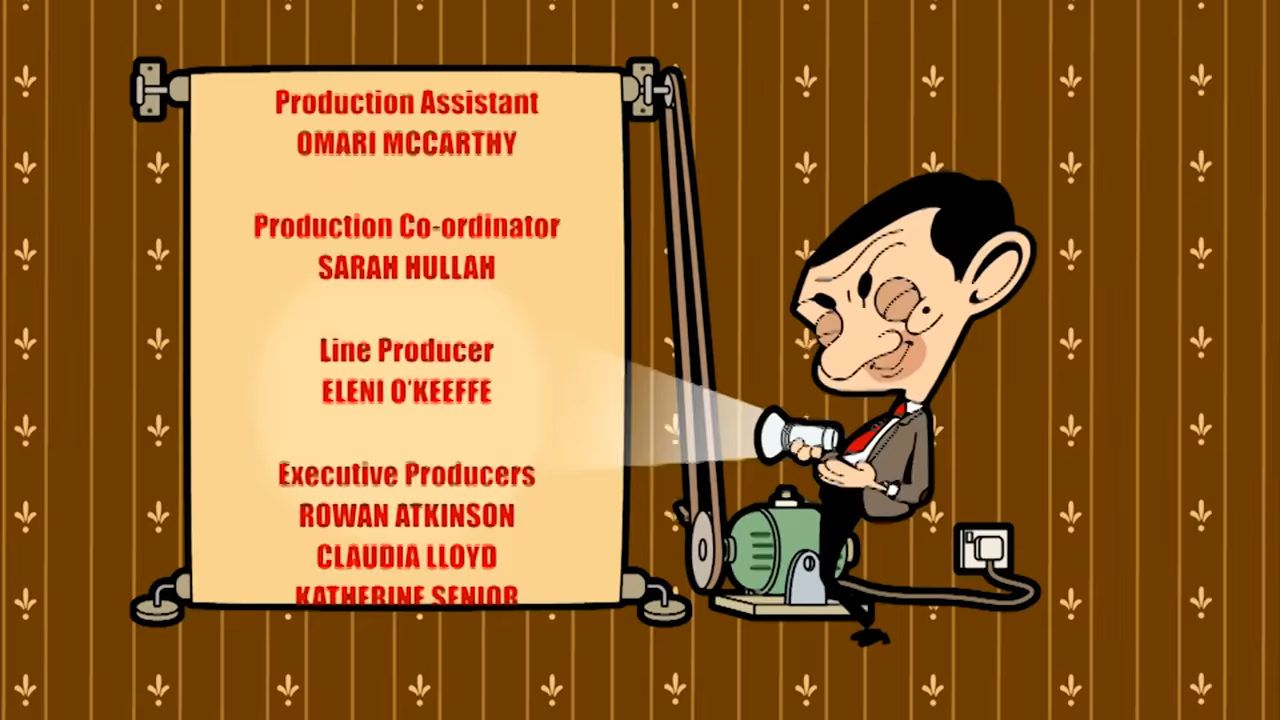 Production Assistant
OMARI MCCARTHY
Production Co-ordinator
SARAH HULLAH
Line Producer
ELENI O'KEEFFE
Executive Producers
ROWAN ATKINSON
CLAUDIA LLOYD
KATHERINE SENIOR